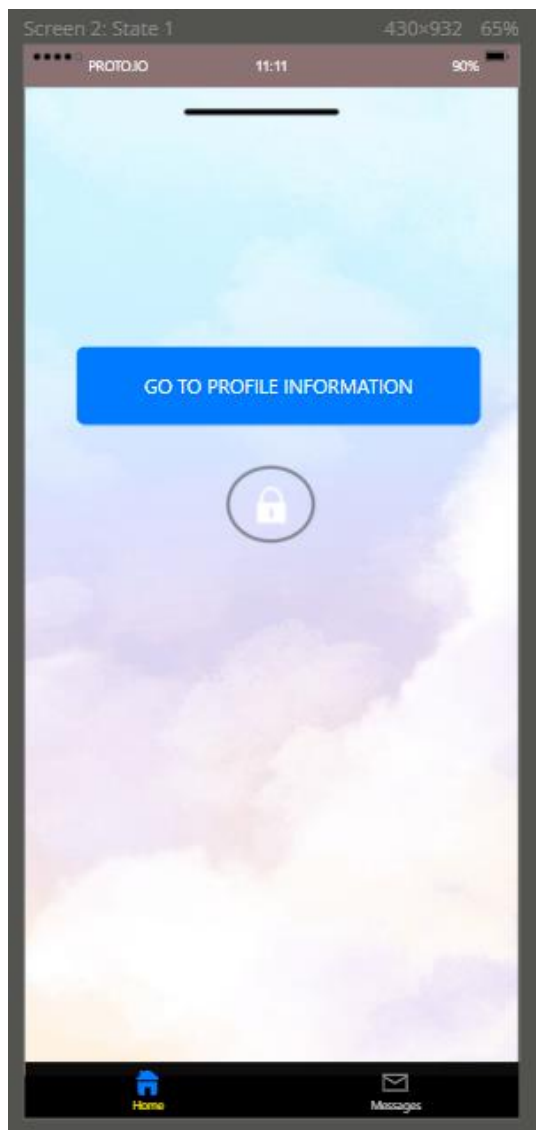 Screen 2: State 1 430×932 65%
PROTO.IO 11:11 90%
GO TO PROFILE INFORMATION
Home Messages